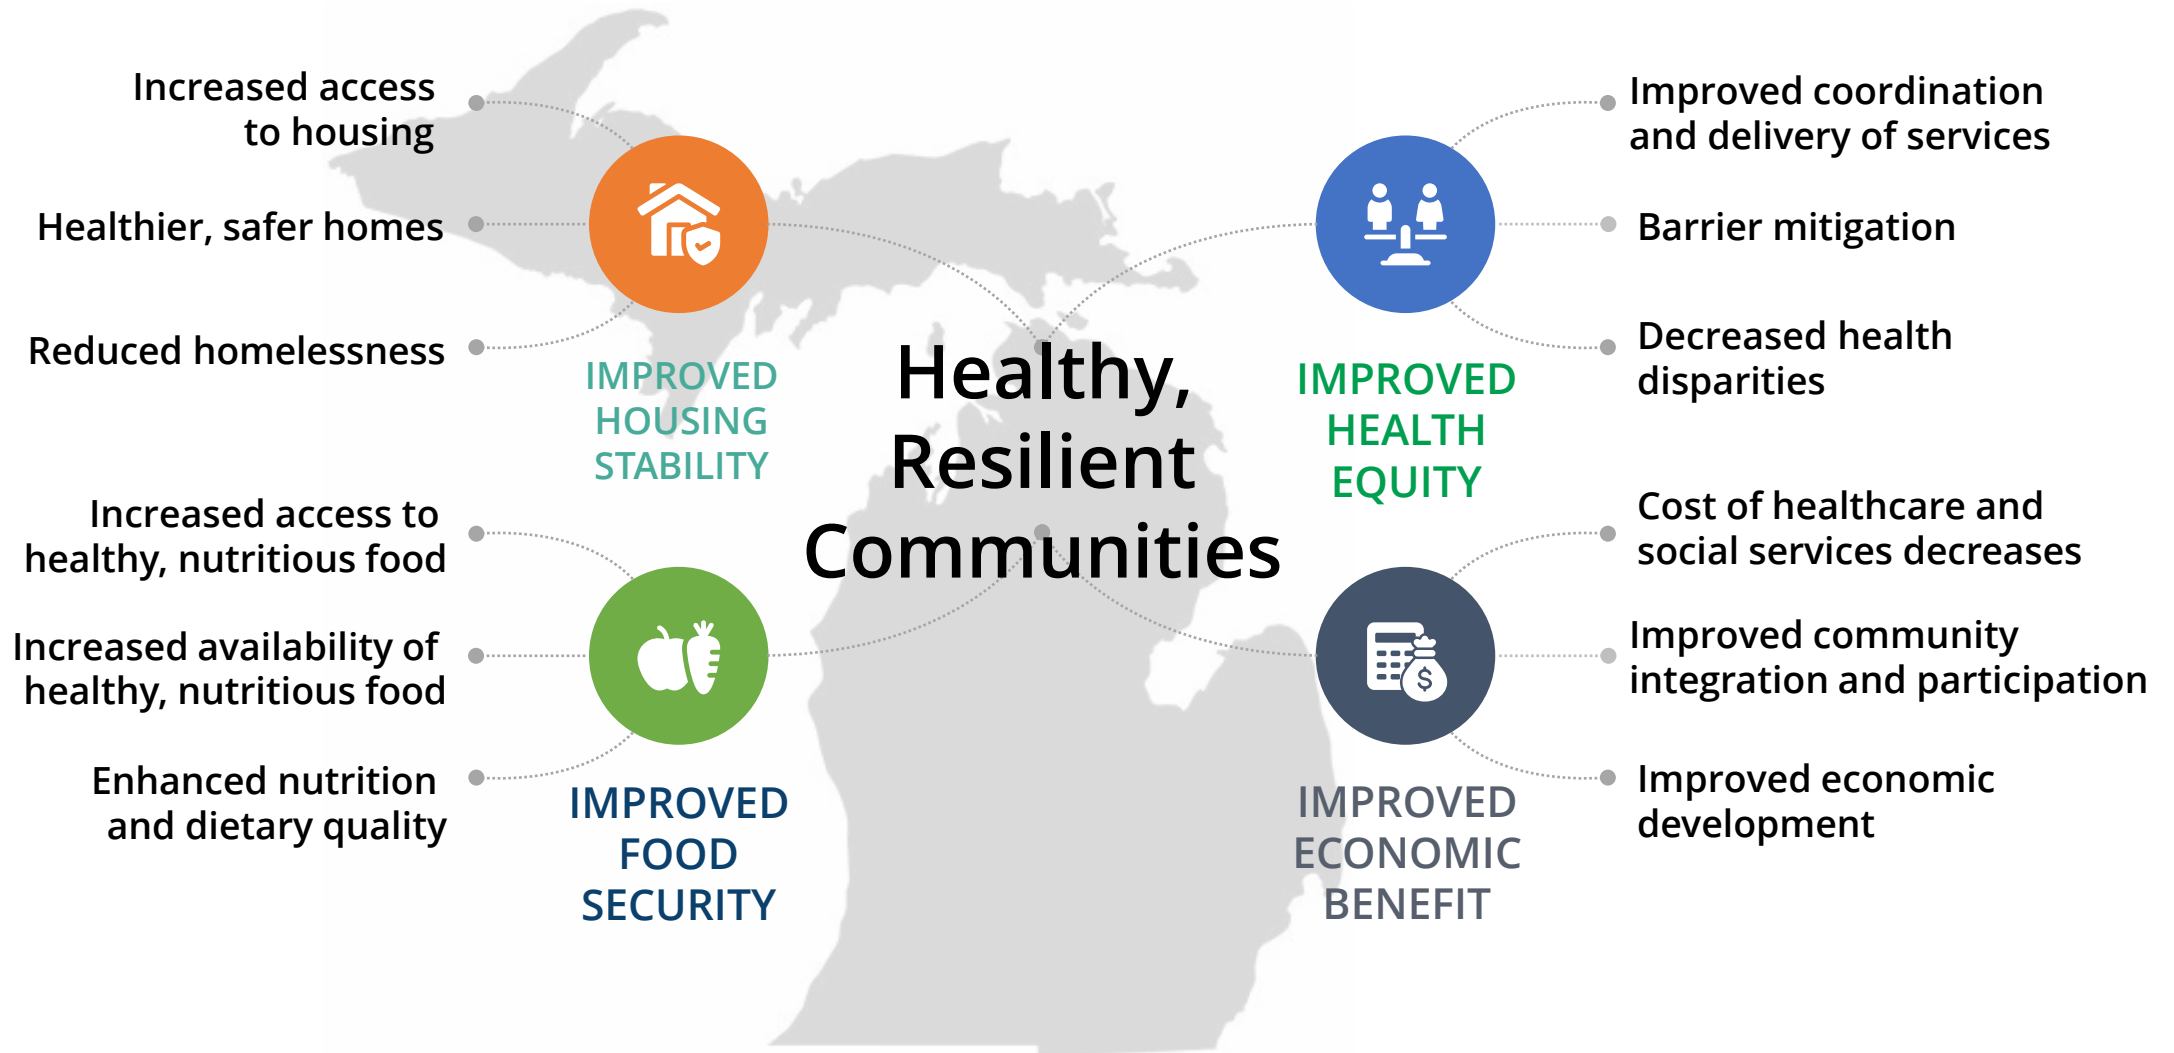 Increased access
to housing
Healthier, safer homes
Reduced homelessness
IMPROVED
HOUSING
STABILITY
Increased access to
healthy, nutritious food
Increased availability of
healthy, nutritious food
Enhanced nutrition
and dietary quality
IMPROVED
FOOD
SECURITY
Healthy,
Resilient
Communities
Improved coordination
and delivery of services
Barrier mitigation
Decreased health
disparities
IMPROVED
HEALTH
EQUITY
Cost of healthcare and
social services decreases
Improved community
integration and participation
Improved economic
development
$
IMPROVED
ECONOMIC
BENEFIT